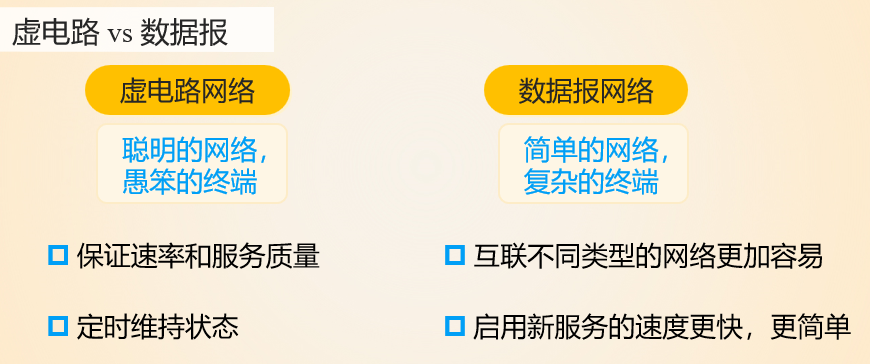 虚电路 vs 数据报
虚电路网络
聪明的网络，
愚笨的终端
保证速率和服务质量
定时维持状态
数据报网络
简单的网络，
复杂的终端
互联不同类型的网络更加容易
启用新服务的速度更快，更简单